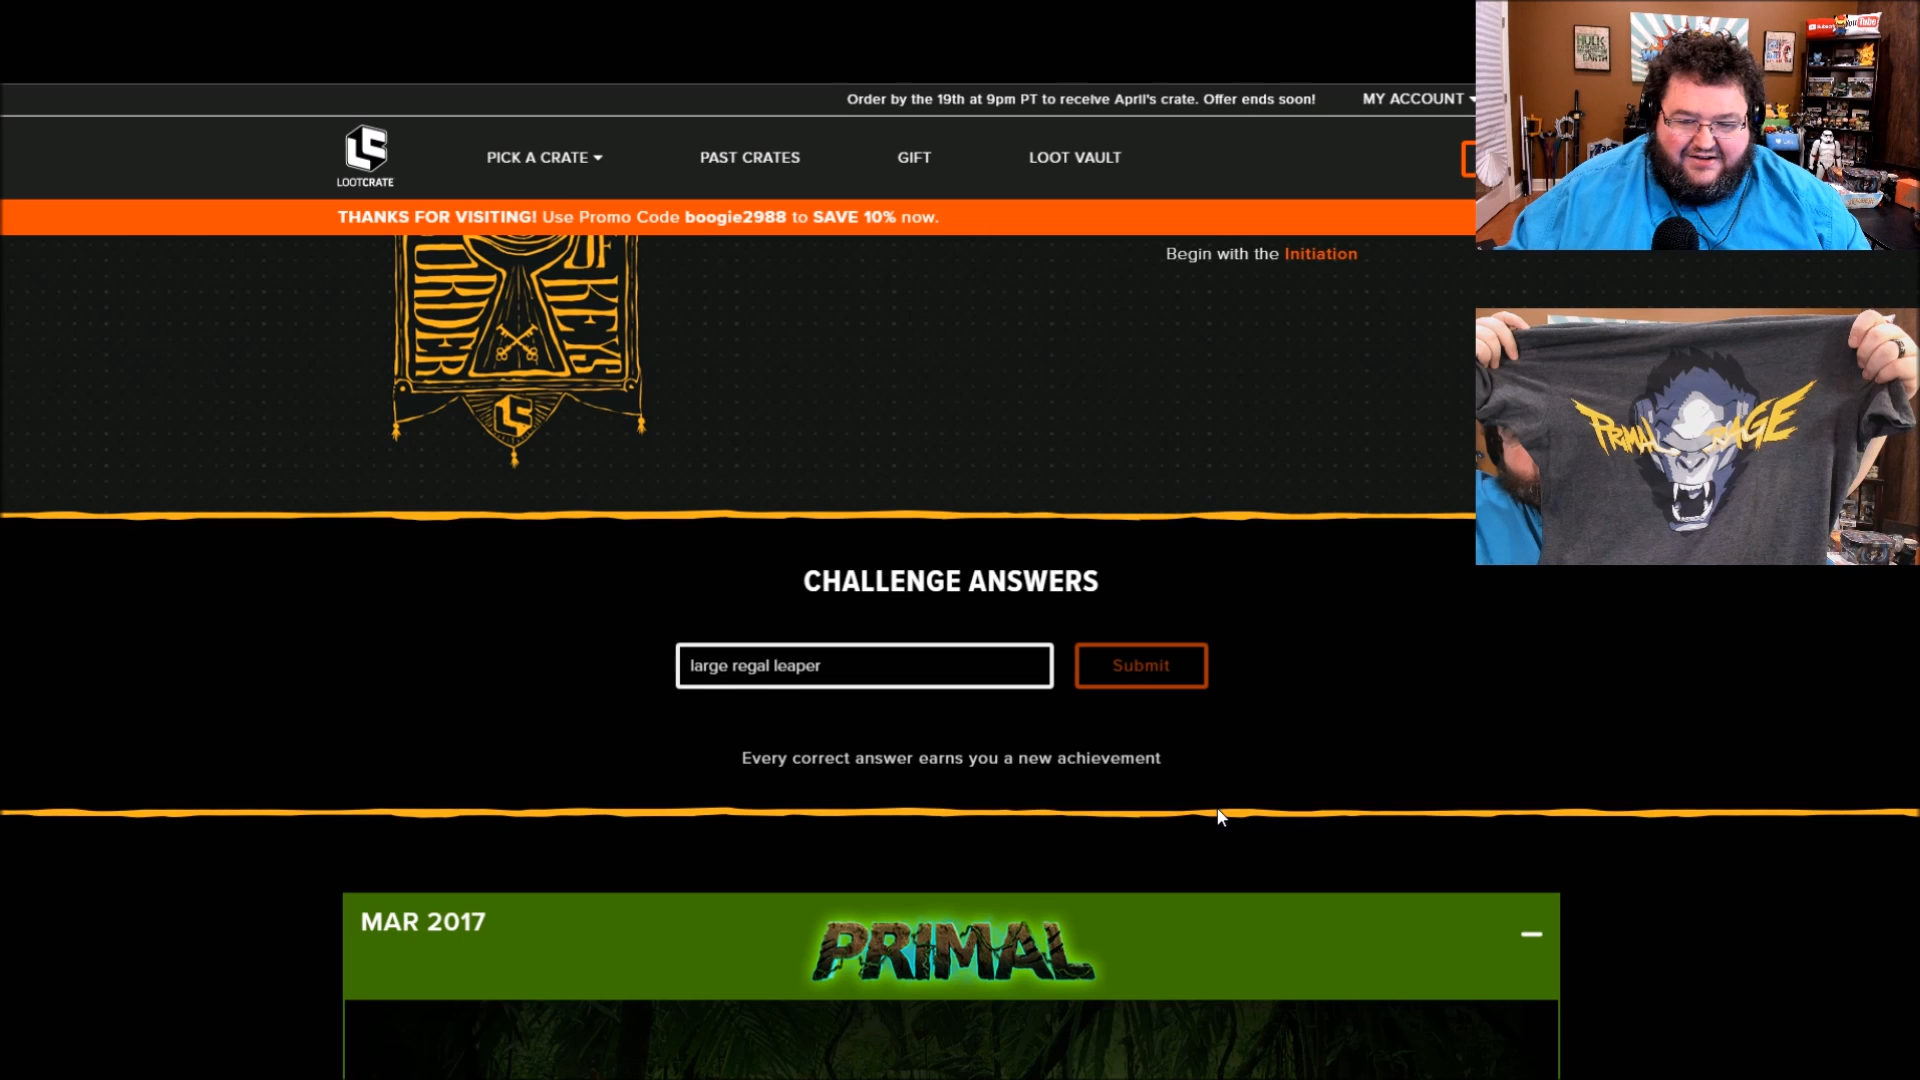 Order by the 19th at 9pm PT to receive April's crate. Offer ends soon!
MY ACCOUNT
LOOTCRATE
PICK A CRATE
PAST CRATES
GIFT
LOOT VAULT
THANKS FOR VISITING! Use Promo Code boogie2988 to SAVE 10% now.
Begin with the Initiation
ORDER
KEYS
HULK
PRIMAL RAGE
CHALLENGE ANSWERS
large regal leaper
Submit
Every correct answer earns you a new achievement
MAR 2017
PRIMAL